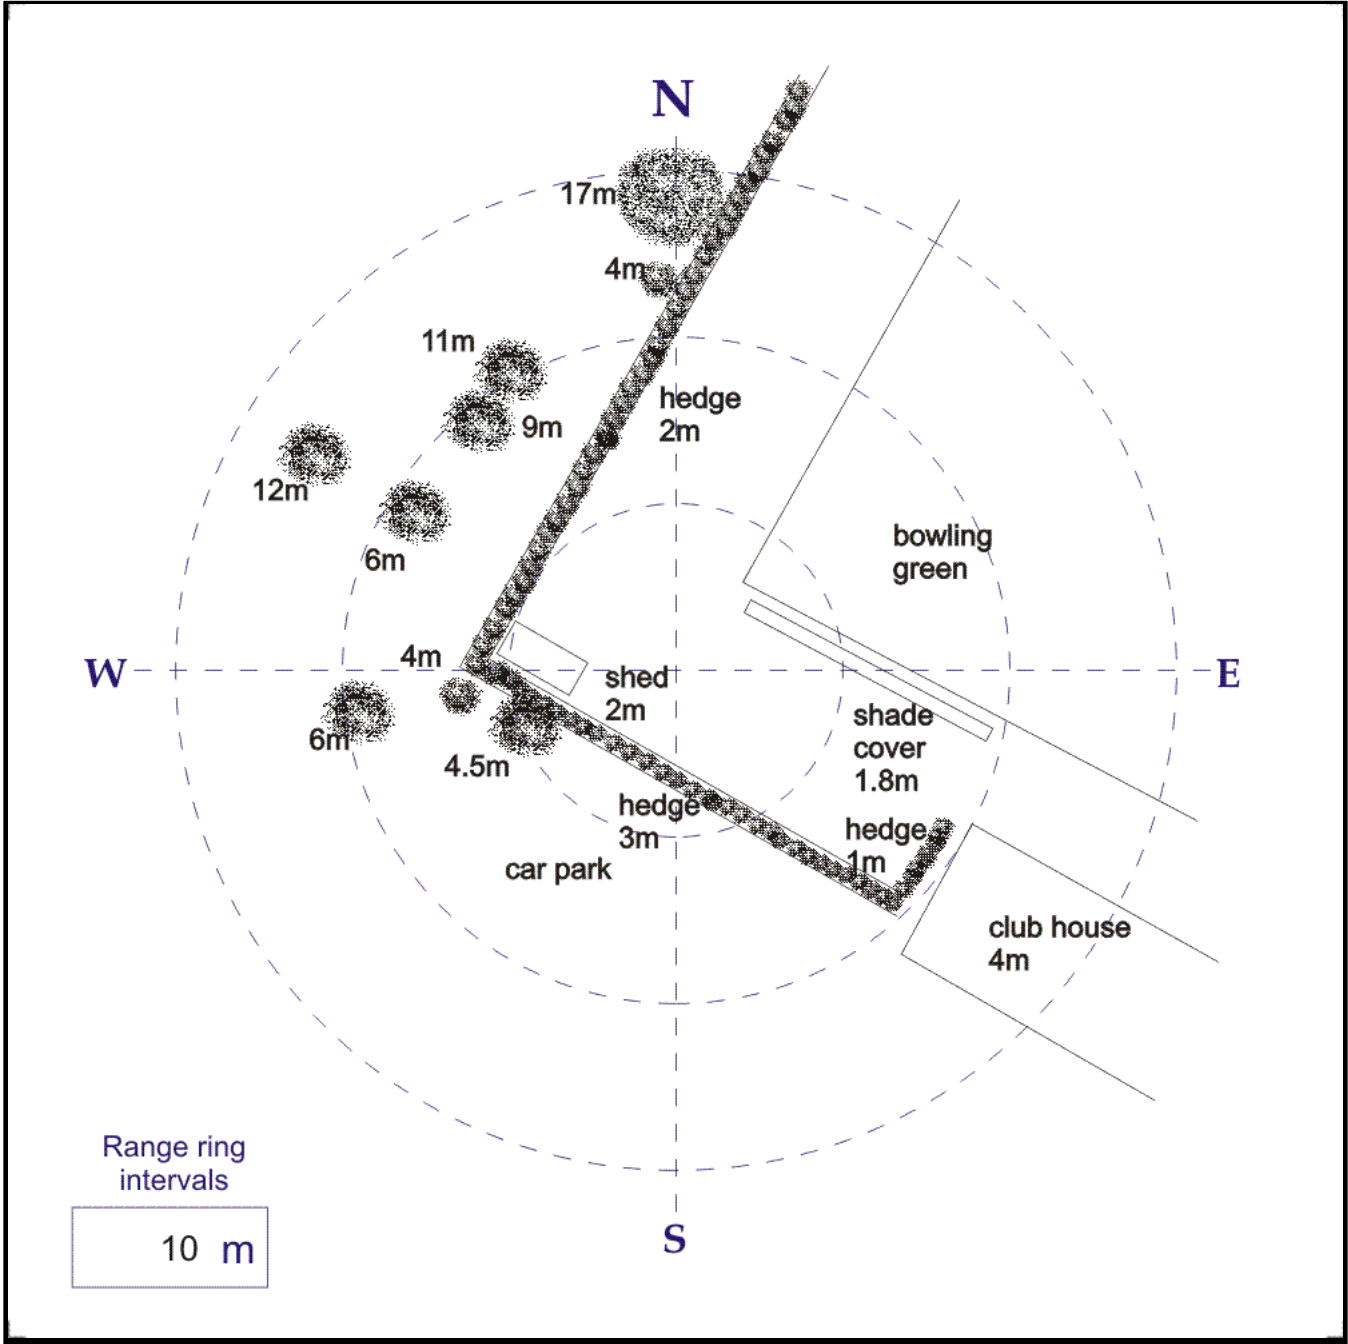 N
17m
4m
11m
hedge
2m
9m
12m
bowling
green
6m
4m
W
shed
2m
E
shade
cover
1.8m
6m
4.5m
hedge
3m
hedge
1m
car park
club house
4m
Range ring
intervals
10 m
S